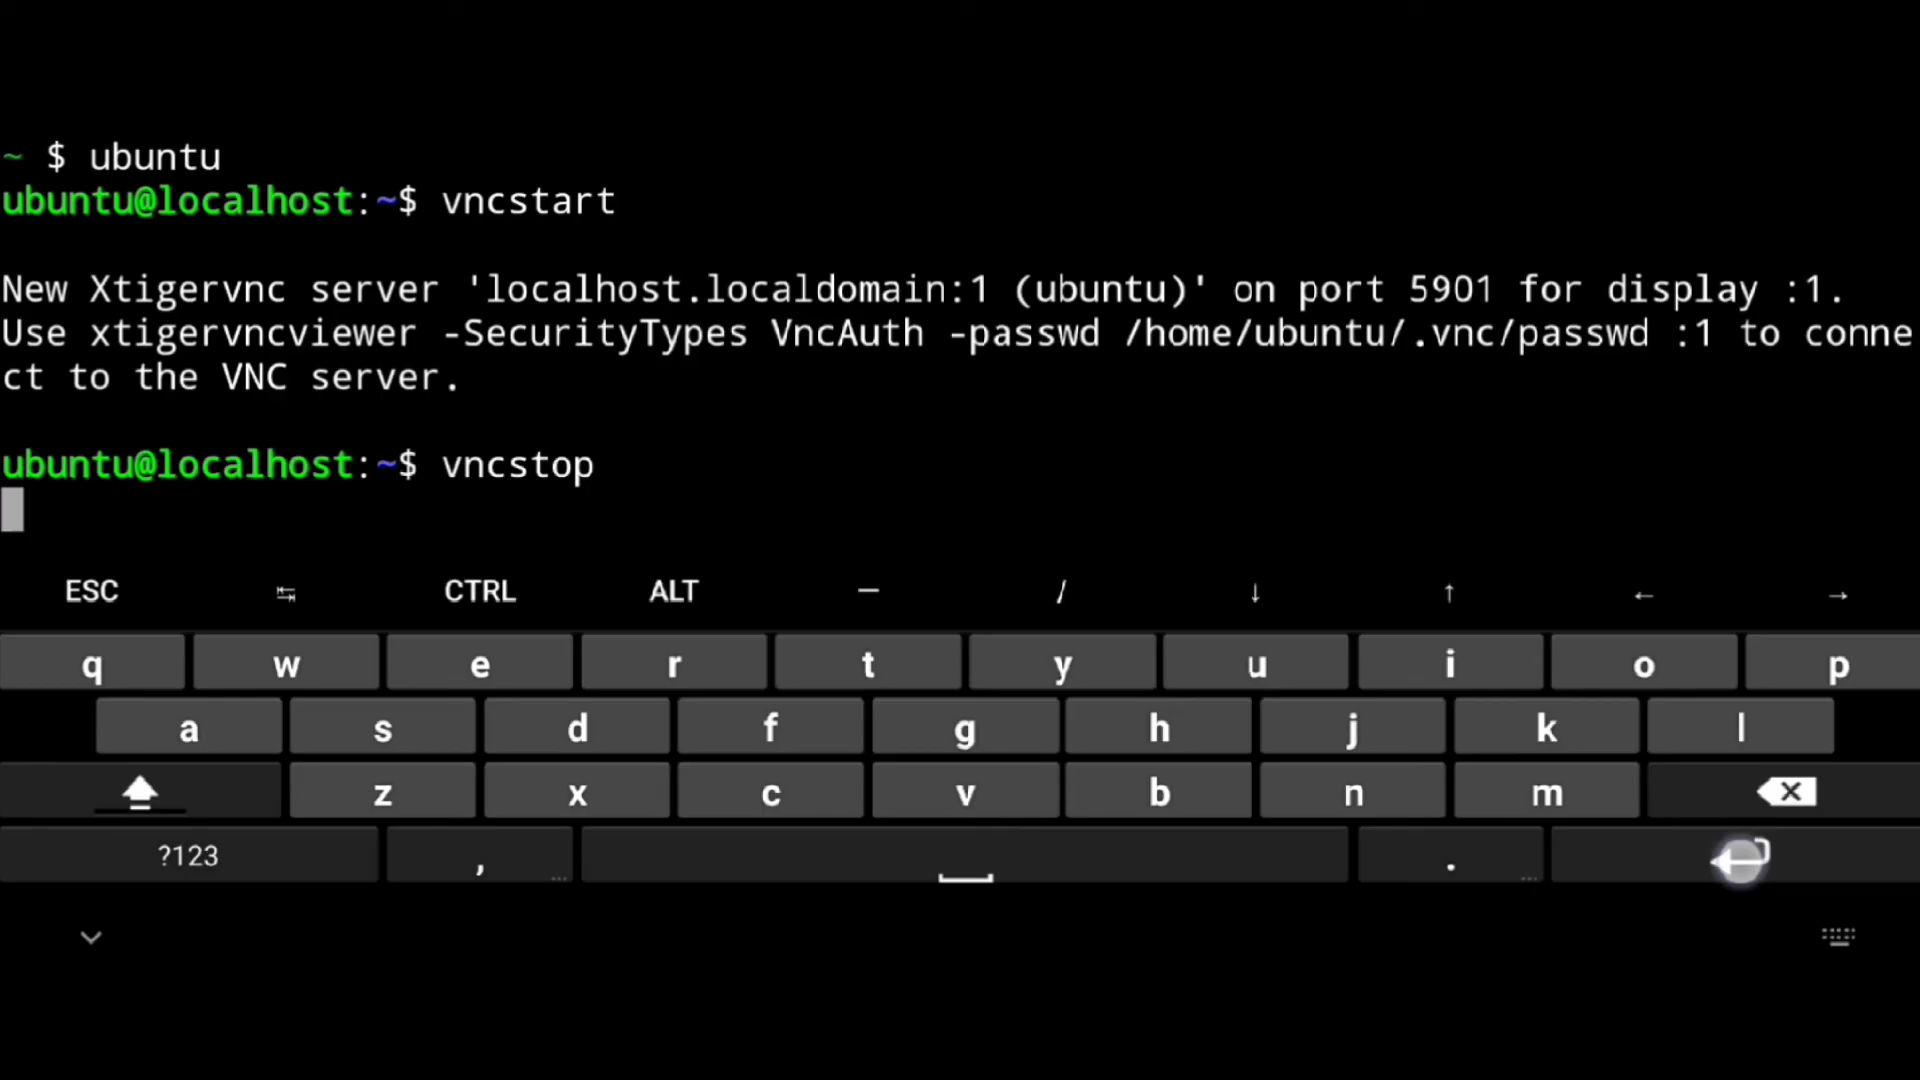 ~ $ ubuntu
ubuntu@localhost:~$ vncstart
New Xtigervnc server 'localhost.localdomain:1 (ubuntu)' on port 5901 for display :1.
Use xtigervncviewer -SecurityTypes VncAuth -passwd /home/ubuntu/.vnc/passwd :1 to conne
ct to the VNC server.
ubuntu@localhost:~$ vncstop
ESC ↹ CTRL ALT — / ↓ ↑ ← →
q w e r t y u i o p
a s d f g h j k l
z x c v b n m
?123 , .